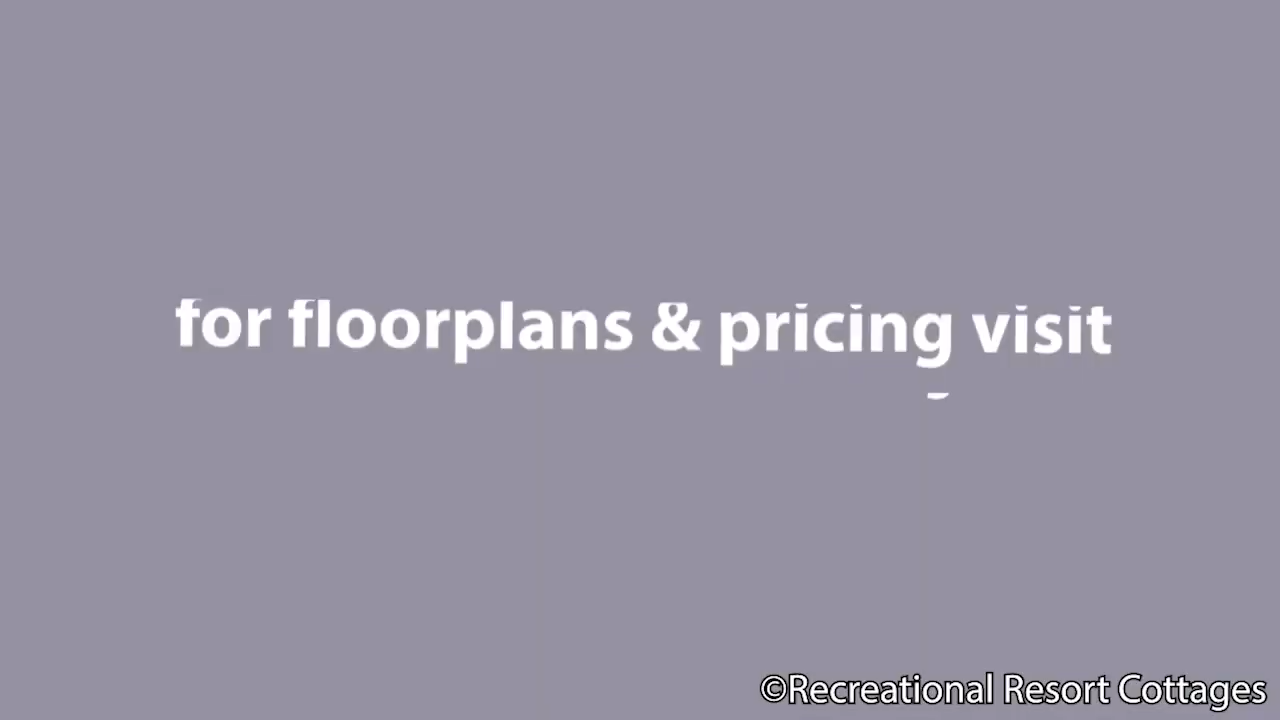 for floorplans & pricing visit
©Recreational Resort Cottages